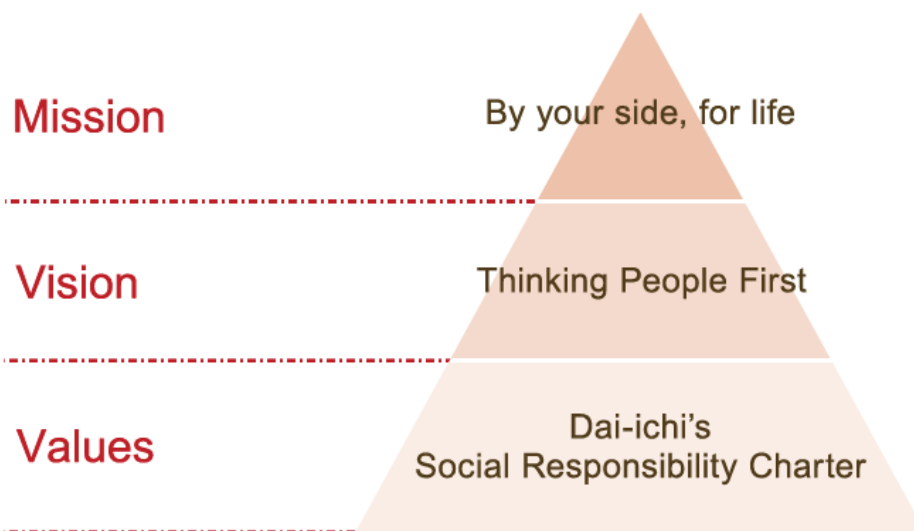 Mission
By your side, for life
Vision
Thinking People First
Values
Dai-ichi’s
Social Responsibility Charter